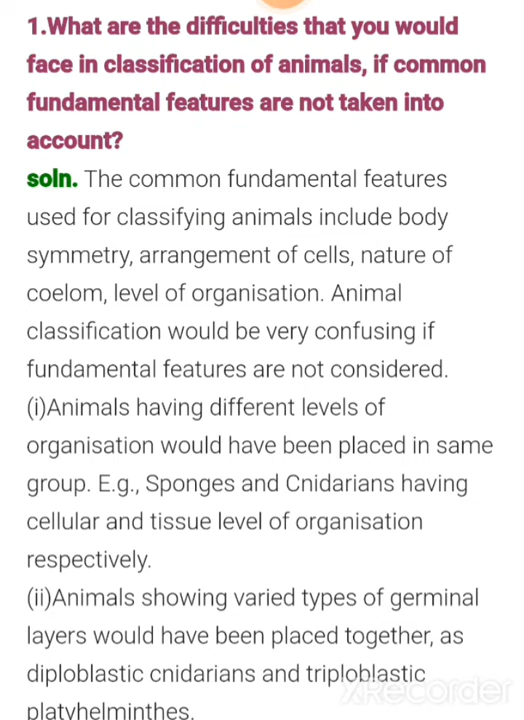 1.What are the difficulties that you would
face in classification of animals, if common
fundamental features are not taken into
account?
soln. The common fundamental features
used for classifying animals include body
symmetry, arrangement of cells, nature of
coelom, level of organisation. Animal
classification would be very confusing if
fundamental features are not considered.
(i)Animals having different levels of
organisation would have been placed in same
group. E.g., Sponges and Cnidarians having
cellular and tissue level of organisation
respectively.
(ii)Animals showing varied types of germinal
layers would have been placed together, as
diploblastic cnidarians and triploblastic
XRecorder
platyhelminthes.